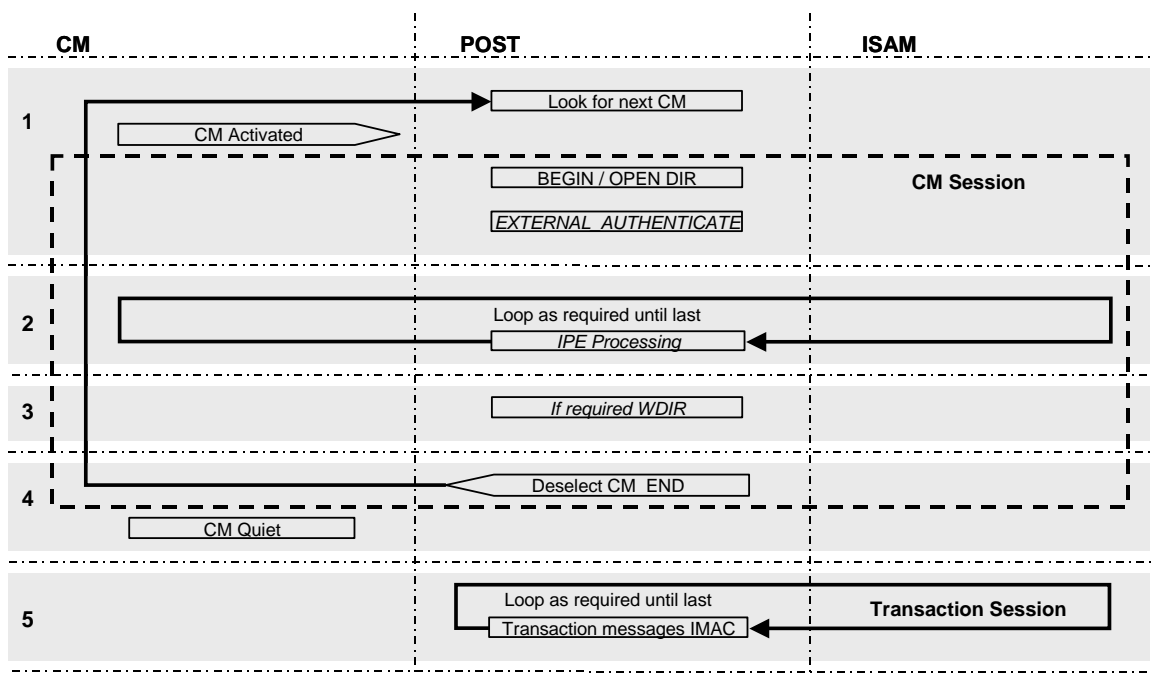 CM
POST
ISAM
1
Look for next CM
CM Activated
BEGIN / OPEN DIR
CM Session
EXTERNAL AUTHENTICATE
2
Loop as required until last
IPE Processing
3
If required WDIR
4
Deselect CM END
CM Quiet
5
Loop as required until last
Transaction Session
Transaction messages IMAC